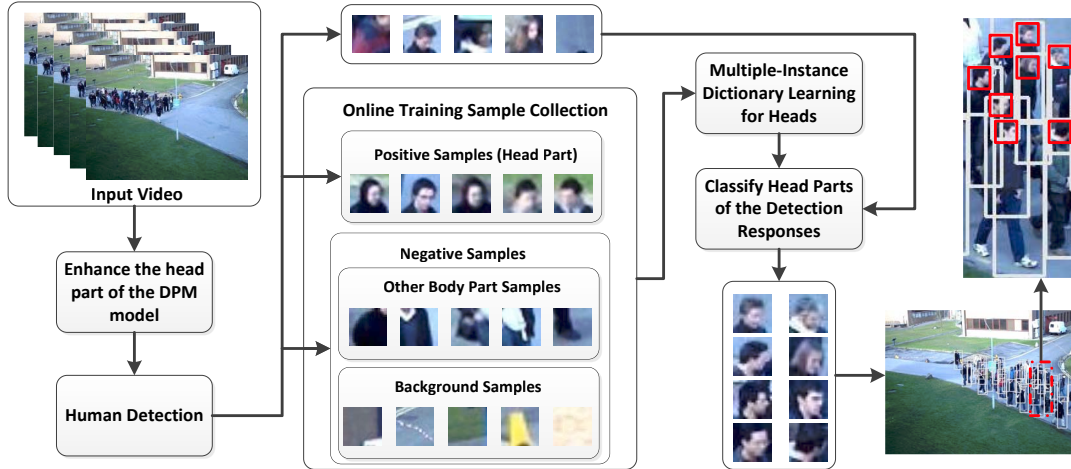 Input Video
Enhance the head
part of the DPM
model
Human Detection
Online Training Sample Collection
Positive Samples (Head Part)
Negative Samples
Other Body Part Samples
Background Samples
Multiple-Instance
Dictionary Learning
for Heads
Classify Head Parts
of the Detection
Responses